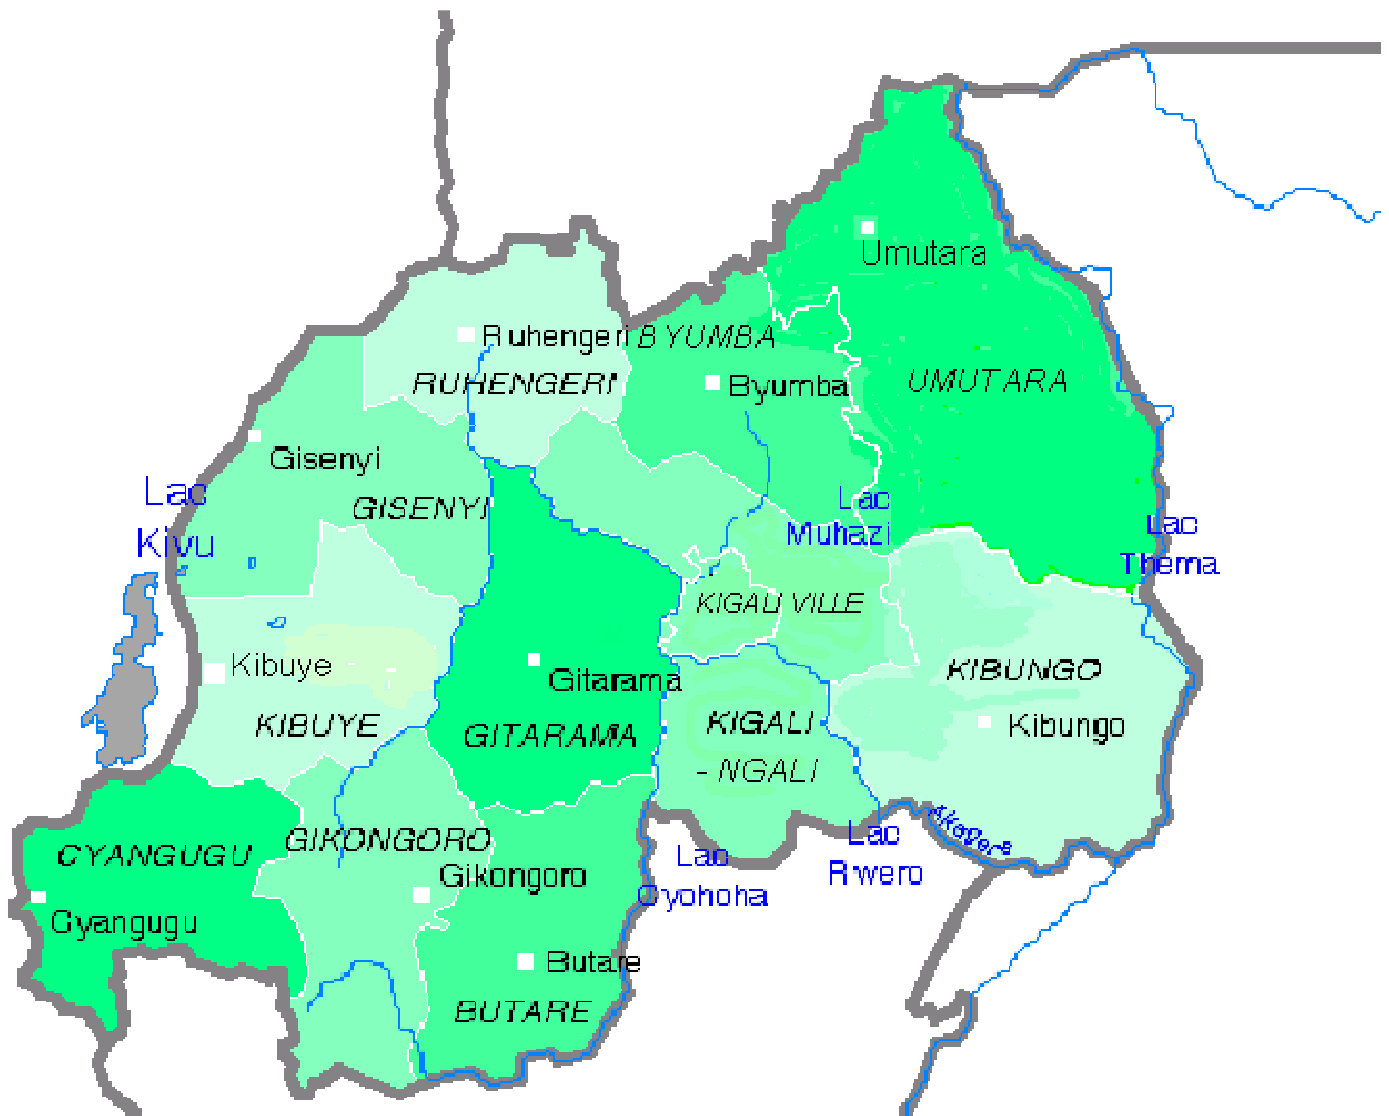 Umutara
Ruhengeri
BYUMBA
RUHENGERI
Byumba
UMUTARA
Gisenyi
Lac
Kivu
GISENYI
Lac
Muhazi
Lac
Thema
KIGALI VILLE
Kibuye
Gitarama
KIBUNGO
KIBUYE
GITARAMA
KIGALI
- NGALI
Kibungo
CYANGUGU
GIKONGORO
Gikongoro
Lac
Cyohoha
Lac
Rwero
Cyangugu
Butare
BUTARE